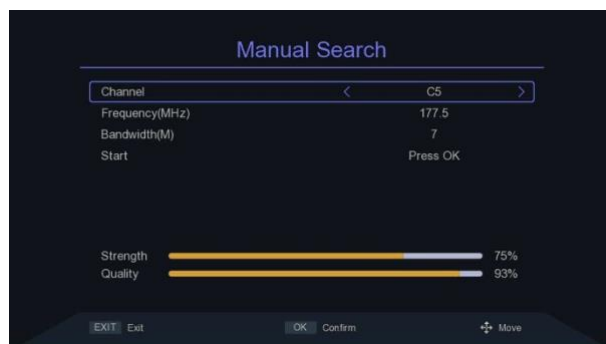 Manual Search
Channel < C5 >
Frequency(MHz) 177.5
Bandwidth(M) 7
Start Press OK
Strength 75%
Quality 93%
EXIT Exit OK Confirm Move